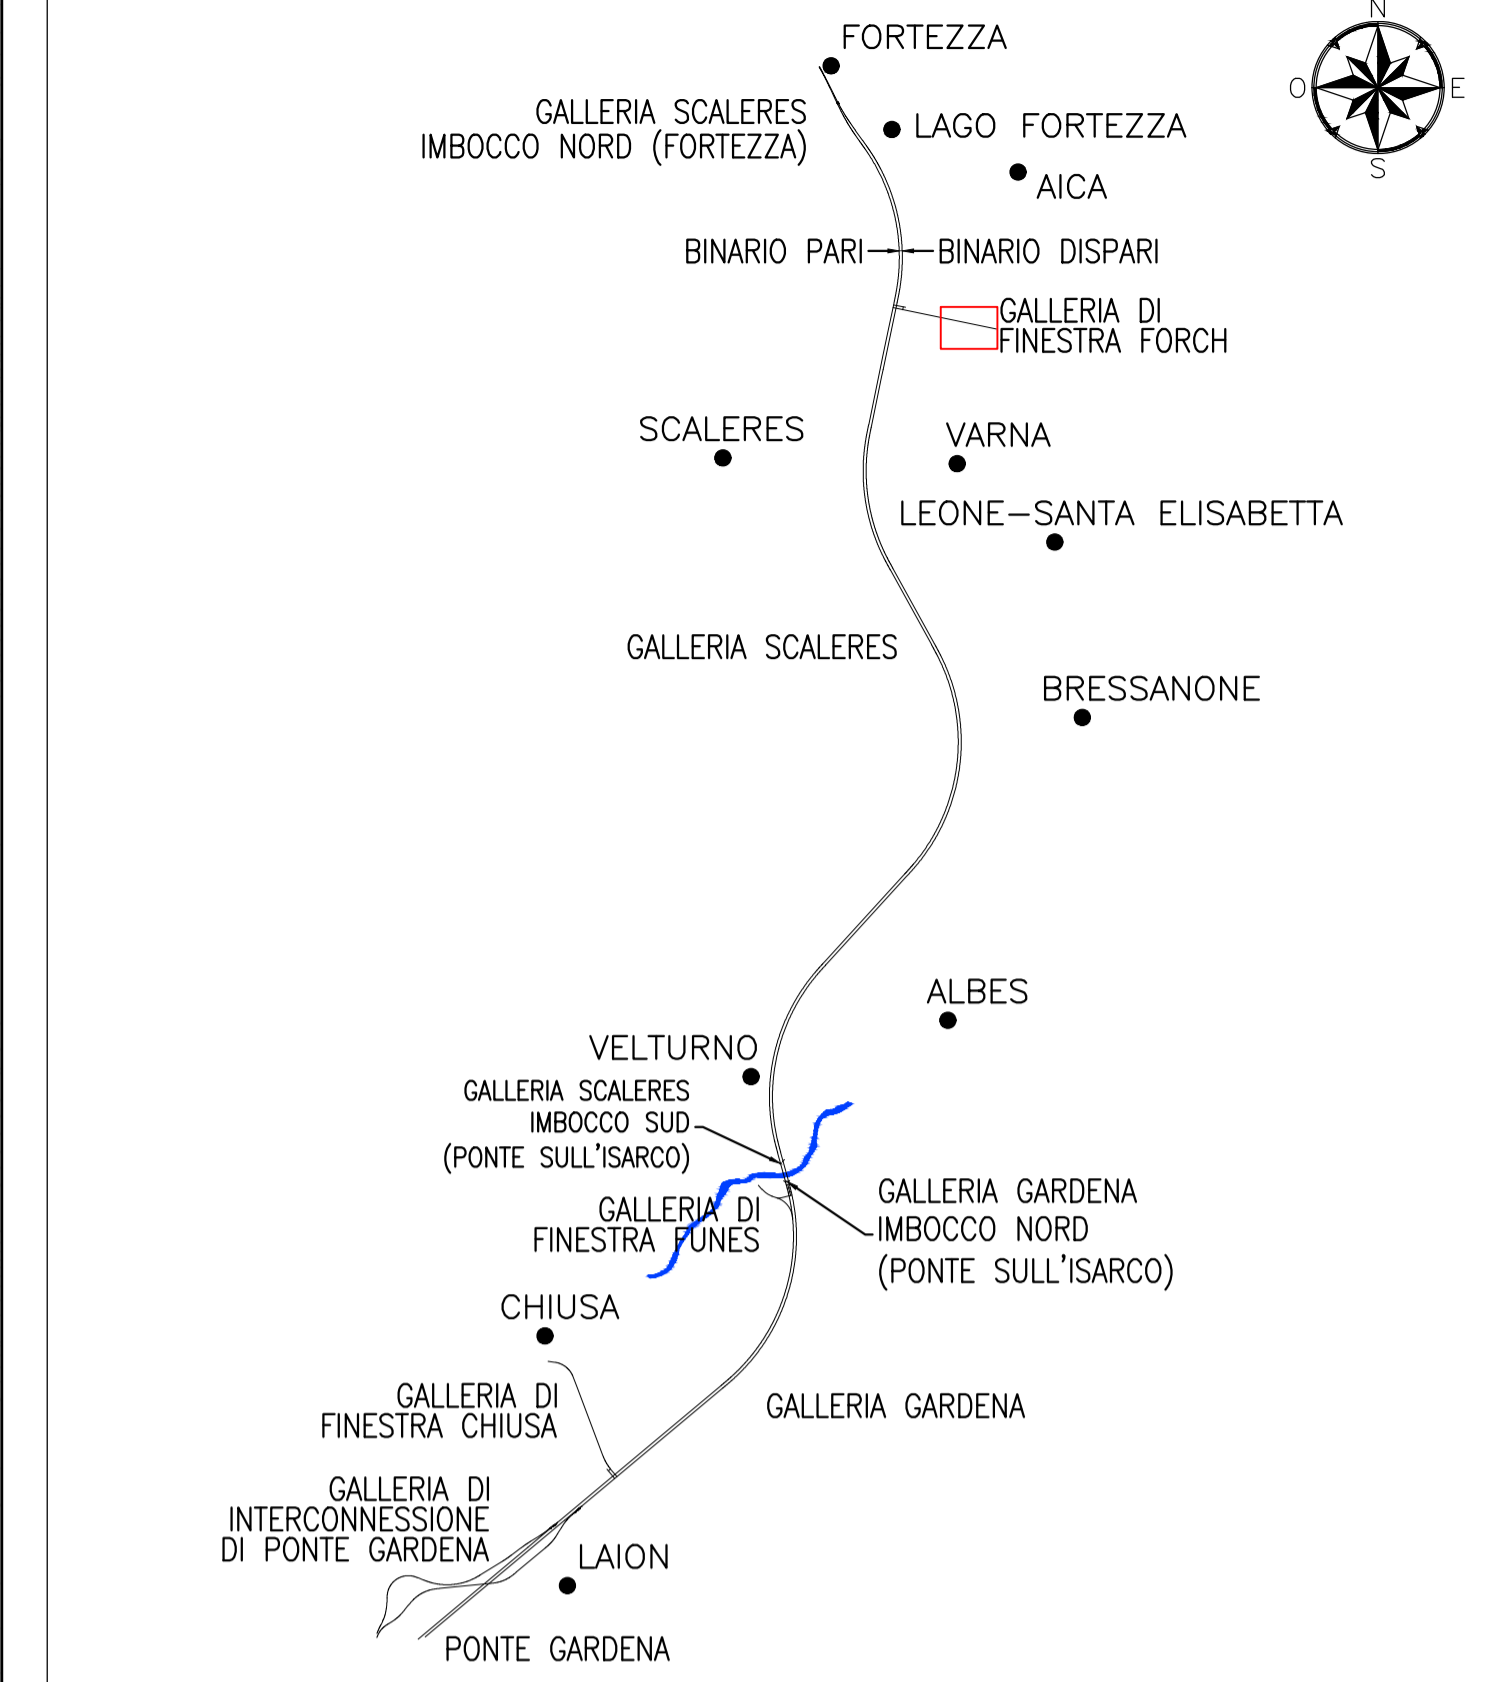 N
FORTEZZA
O
E
GALLERIA SCALERES
IMBOCCO NORD (FORTEZZA)
LAGO FORTEZZA
S
AICA
BINARIO PARI
BINARIO DISPARI
GALLERIA DI
FINESTRA FORCH
SCALERES
VARNA
LEONE-SANTA ELISABETTA
GALLERIA SCALERES
BRESSANONE
ALBES
VELTURNO
GALLERIA SCALERES
IMBOCCO SUD
(PONTE SULL'ISARCO)
GALLERIA GARDENA
IMBOCCO NORD
(PONTE SULL'ISARCO)
GALLERIA DI
FINESTRA FUNES
CHIUSA
GALLERIA DI
FINESTRA CHIUSA
GALLERIA GARDENA
GALLERIA DI
INTERCONNESSIONE
DI PONTE GARDENA
LAION
PONTE GARDENA